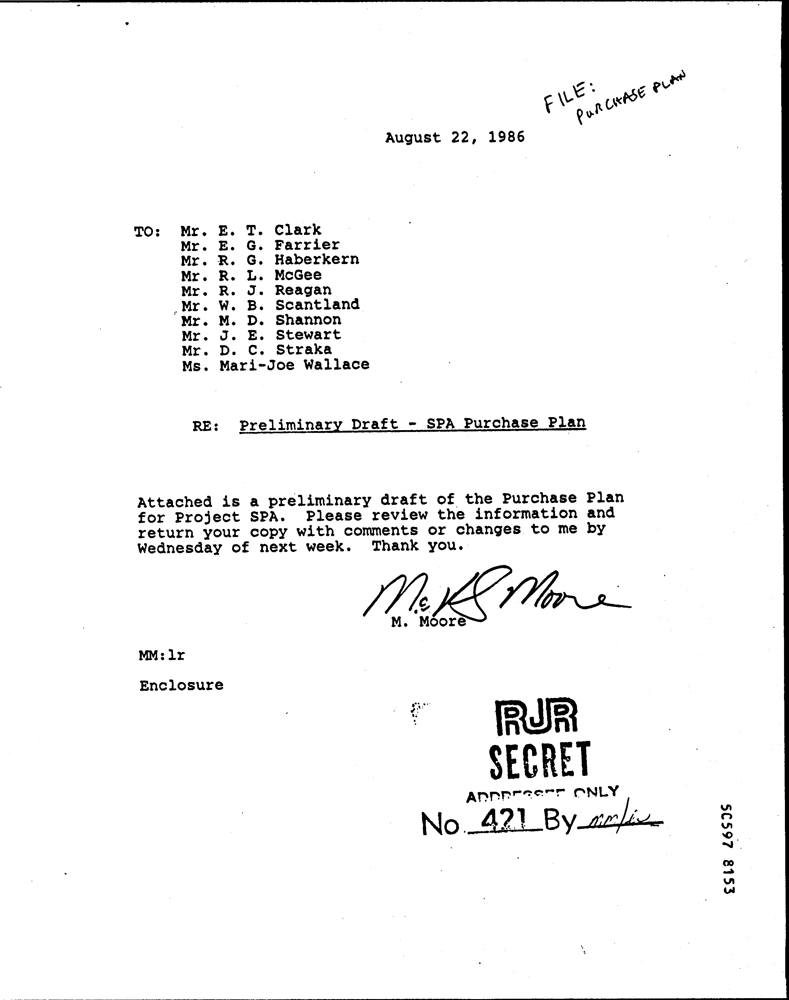 FILE:
PURCHASE PLAN
August 22, 1986
TO: Mr. E. T. Clark
Mr. E. G. Farrier
Mr. R. G. Haberkern
Mr. R. L. McGee
Mr. R. J. Reagan
Mr. W. B. Scantland
Mr. M. D. Shannon
Mr. J. E. Stewart
Mr. D. C. Straka
Ms. Mari-Joe Wallace
RE: Preliminary Draft - SPA Purchase Plan
Attached is a preliminary draft of the Purchase Plan
for Project SPA. Please review the information and
return your copy with comments or changes to me by
Wednesday of next week. Thank you.
Moore
M. Moore
MM:lr
Enclosure
RJR
SECRET
ADDRESSEE ONLY
No. 421 By
50597 8153